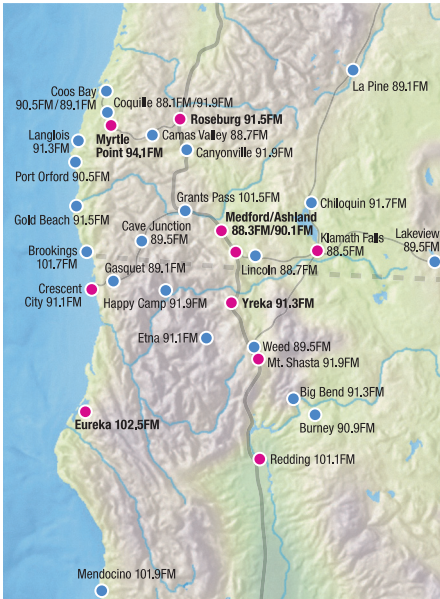 La Pine 89.1FM
Coos Bay
90.5FM/89.1FM
Coquille 88.1FM/91.9FM
Roseburg 91.5FM
Langlois
91.3FM
Myrtle
Point 94.1FM
Camas Valley 88.7FM
Canyonville 91.9FM
Port Orford 90.5FM
Grants Pass 101.5FM
Chiloquin 91.7FM
Gold Beach 91.5FM
Cave Junction
89.5FM
Medford/Ashland
88.3FM/90.1FM
Klamath Falls
88.5FM
Lakeview
89.5FM
Brookings
101.7FM
Gasquet 89.1FM
Lincoln 88.7FM
Crescent
City 91.1FM
Happy Camp 91.9FM
Yreka 91.3FM
Etna 91.1FM
Weed 89.5FM
Mt. Shasta 91.9FM
Big Bend 91.3FM
Burney 90.9FM
Eureka 102.5FM
Redding 101.1FM
Mendocino 101.9FM